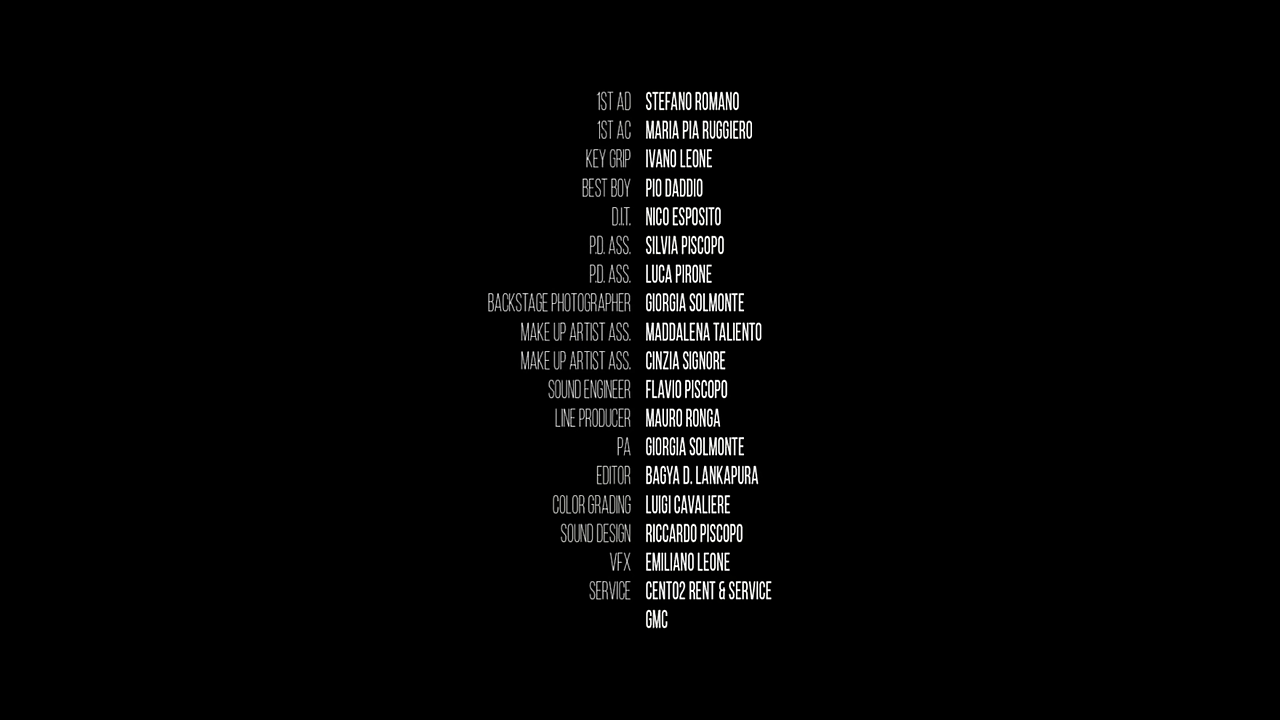 1ST AD STEFANO ROMANO
1ST AC MARIA PIA RUGGIERO
KEY GRIP IVANO LEONE
BEST BOY PIO DADDIO
D.I.T. NICO ESPOSITO
P.D. ASS. SILVIA PISCOPO
P.D. ASS. LUCA PIRONE
BACKSTAGE PHOTOGRAPHER GIORGIA SOLMONTE
MAKE UP ARTIST ASS. MADDALENA TALIENTO
MAKE UP ARTIST ASS. CINZIA SIGNORE
SOUND ENGINEER FLAVIO PISCOPO
LINE PRODUCER MAURO RONGA
PA GIORGIA SOLMONTE
EDITOR BAGYA D. LANKAPURA
COLOR GRADING LUIGI CAVALIERE
SOUND DESIGN RICCARDO PISCOPO
VFX EMILIANO LEONE
SERVICE CENTO2 RENT & SERVICE
GMC